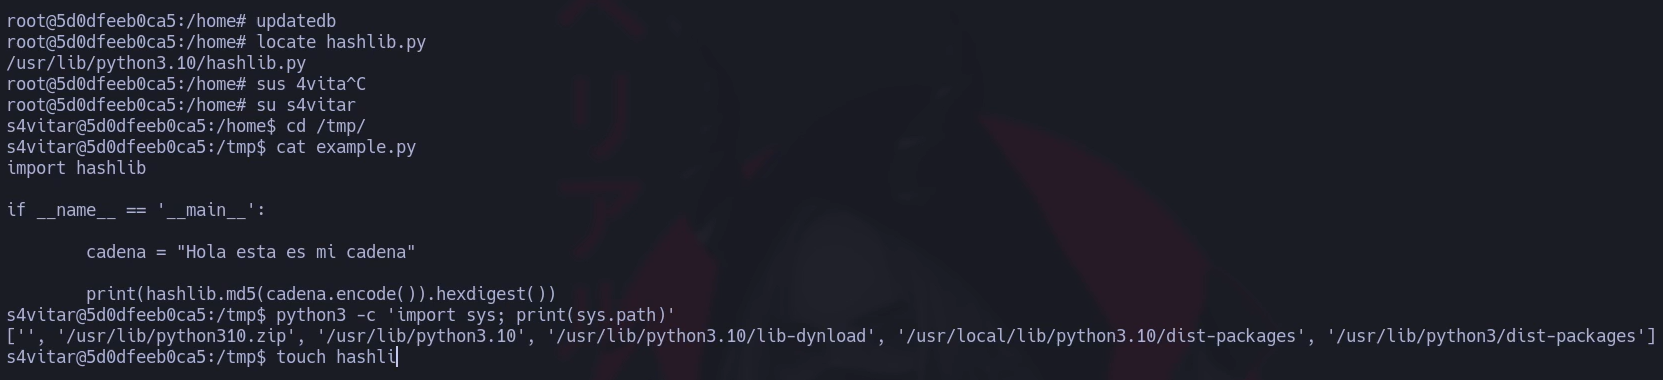 root@5d0dfeeb0ca5:/home# updatedb
root@5d0dfeeb0ca5:/home# locate hashlib.py
/usr/lib/python3.10/hashlib.py
root@5d0dfeeb0ca5:/home# sus 4vita^C
root@5d0dfeeb0ca5:/home# su s4vitar
s4vitar@5d0dfeeb0ca5:/home$ cd /tmp/
s4vitar@5d0dfeeb0ca5:/tmp$ cat example.py
import hashlib

if __name__ == '__main__':

        cadena = "Hola esta es mi cadena"

        print(hashlib.md5(cadena.encode()).hexdigest())
s4vitar@5d0dfeeb0ca5:/tmp$ python3 -c 'import sys; print(sys.path)'
['', '/usr/lib/python310.zip', '/usr/lib/python3.10', '/usr/lib/python3.10/lib-dynload', '/usr/local/lib/python3.10/dist-packages', '/usr/lib/python3/dist-packages']
s4vitar@5d0dfeeb0ca5:/tmp$ touch hashli